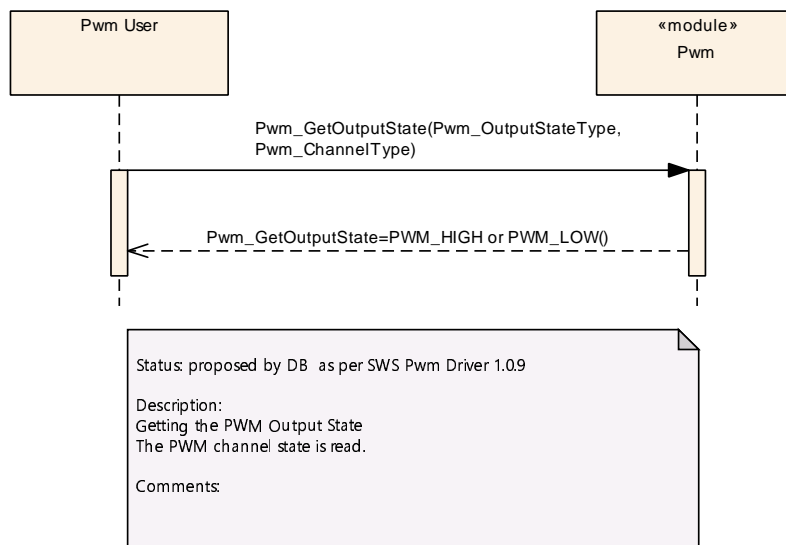 Pwm User
«module»
Pwm
Pwm_GetOutputState(Pwm_OutputStateType,
Pwm_ChannelType)
Pwm_GetOutputState=PWM_HIGH or PWM_LOW()
Status: proposed by DB as per SWS Pwm Driver 1.0.9
Description:
Getting the PWM Output State
The PWM channel state is read.
Comments: